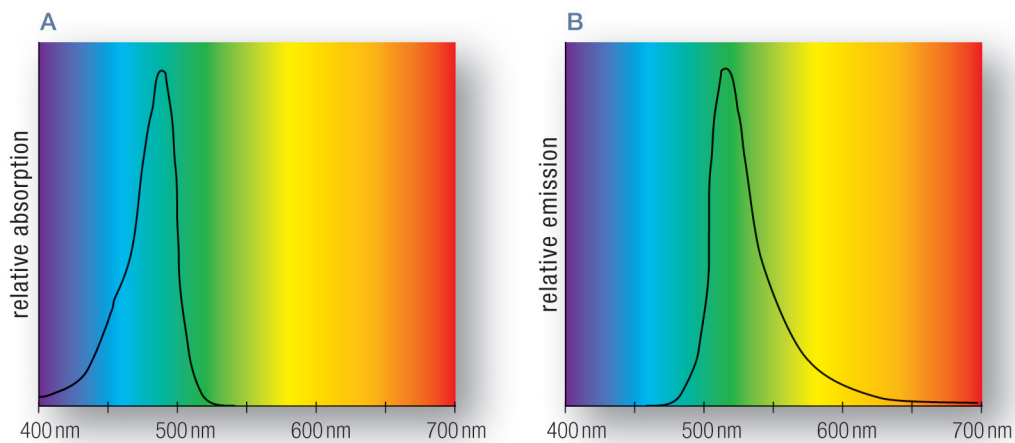 A
B
relative absorption
relative emission
400 nm 500 nm 600 nm 700 nm
400 nm 500 nm 600 nm 700 nm